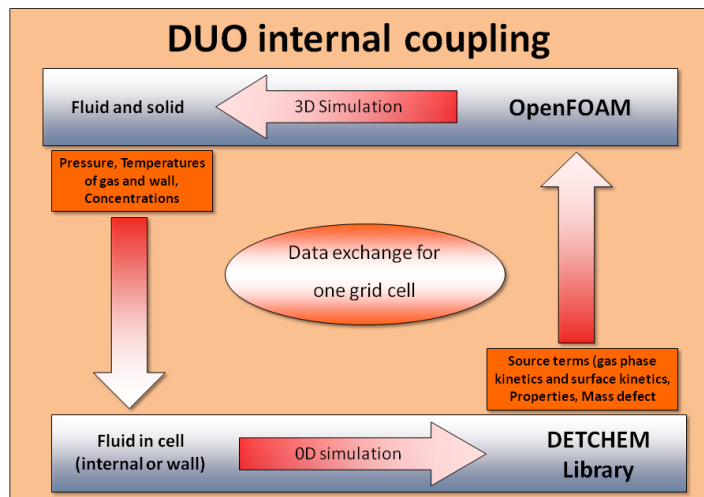 DUO internal coupling
Fluid and solid
3D Simulation
OpenFOAM
Pressure, Temperatures
of gas and wall,
Concentrations
Data exchange for
one grid cell
Source terms (gas phase
kinetics and surface kinetics,
Properties, Mass defect
Fluid in cell
(internal or wall)
0D simulation
DETCHEM
Library